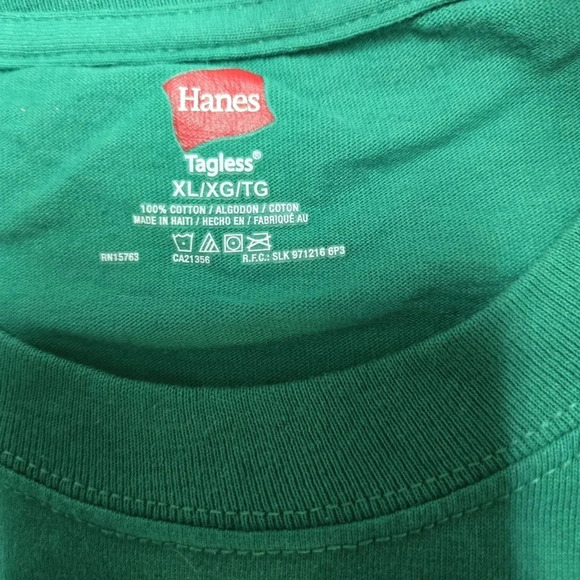 Hanes
Tagless®
XL/XG/TG
100% COTTON / ALGODON / COTON
MADE IN HAITI / HECHO EN / FABRIQUÉ AU
RN15763 CA21356 R.F.C.: SLK 971216 6P3